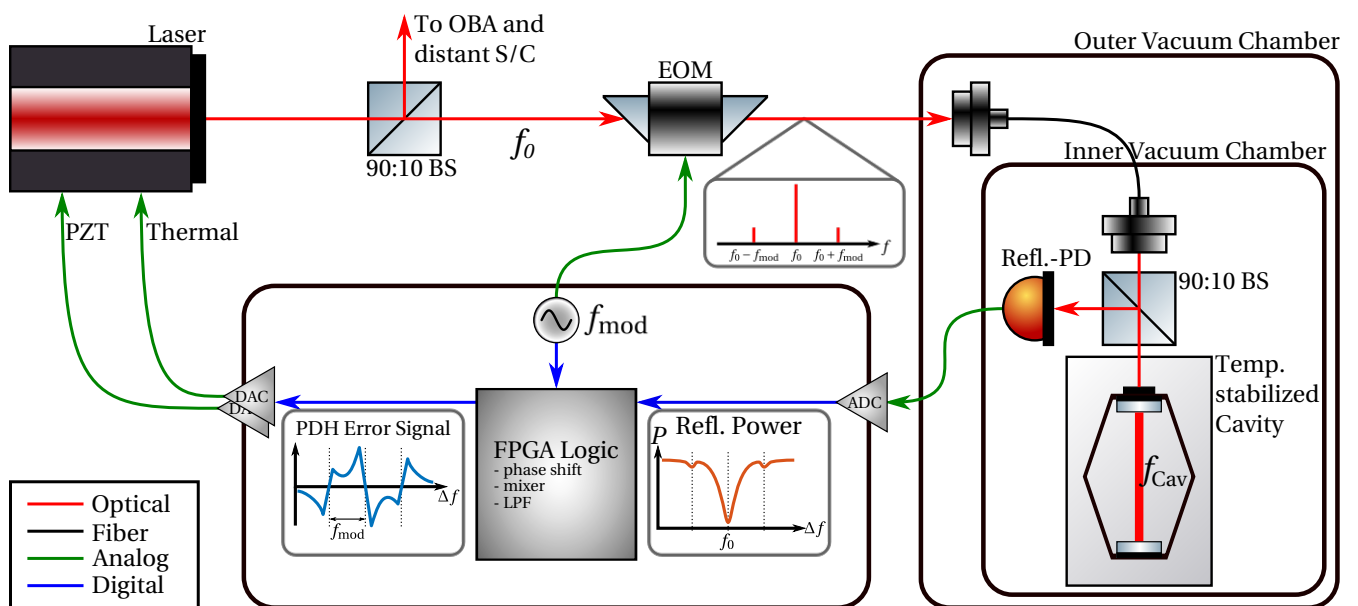 Laser
To OBA and
distant S/C
EOM
Outer Vacuum Chamber
f0
90:10 BS
Inner Vacuum Chamber
PZT
Thermal
f0 − fmod
f0
f0 + fmod
f
Refl.-PD
90:10 BS
fmod
Temp.
stabilized
Cavity
DAC
DA
ADC
PDH Error Signal
Δf
fmod
FPGA Logic
- phase shift
- mixer
- LPF
Refl. Power
P
Δf
f0
fCav
Optical
Fiber
Analog
Digital